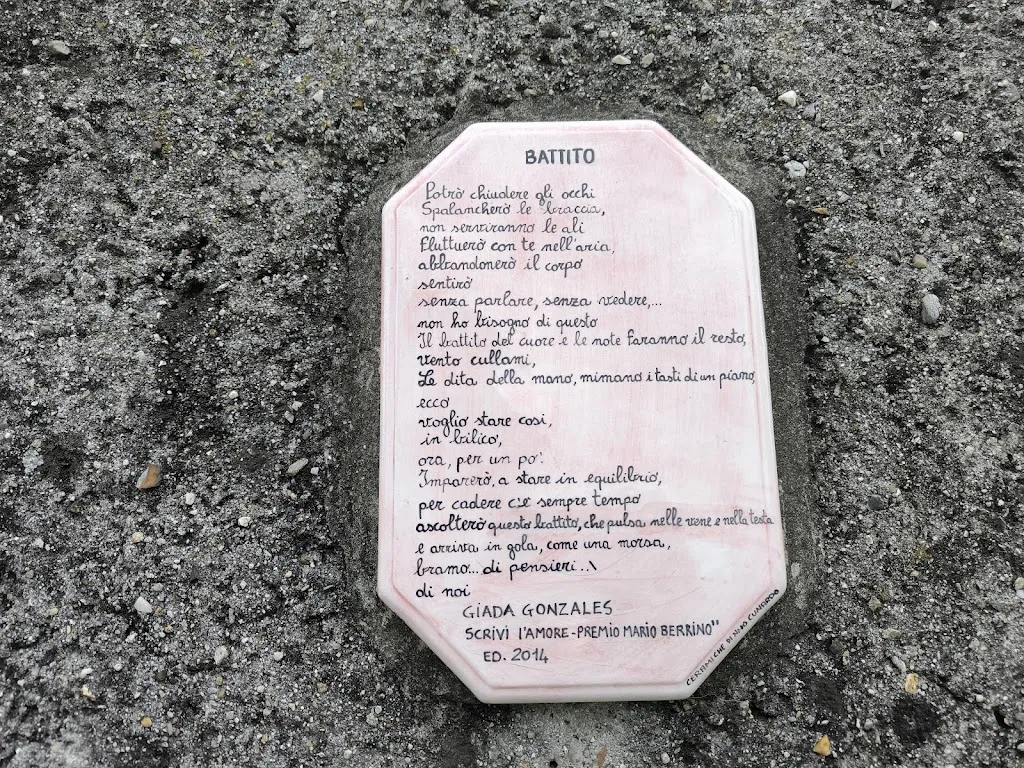 BATTITO
Potrò chiudere gli occhi
Spalancherò le braccia,
non serviranno le ali
Fluttuerò con te nell'aria,
abbandonerò il corpo
sentirò
senza parlare, senza vedere,...
non ho bisogno di questo
Il battito del cuore e le note faranno il resto,
vento cullami,
Le dita della mano, mimano i tasti di un piano,
ecco
voglio stare così,
in bilico,
ora, per un po'.
Imparerò, a stare in equilibrio,
per cadere c'è sempre tempo
ascolterò questo battito, che pulsa nelle vene e nella testa
e arriva in gola, come una morsa,
bramo... di pensieri..\
di noi
GIADA GONZALES
SCRIVI l'AMORE - PREMIO MARIO BERRINO"
ED. 2014
CERAMICHE DI NINO CUNARDO